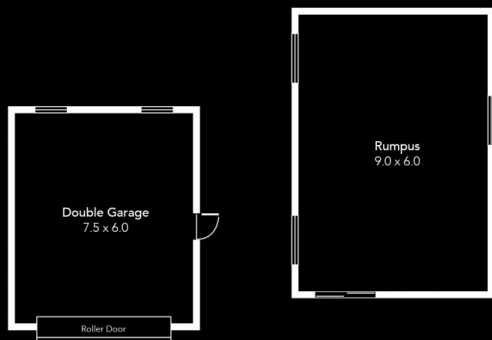 Rumpus
9.0 x 6.0
Double Garage
7.5 x 6.0
Roller Door